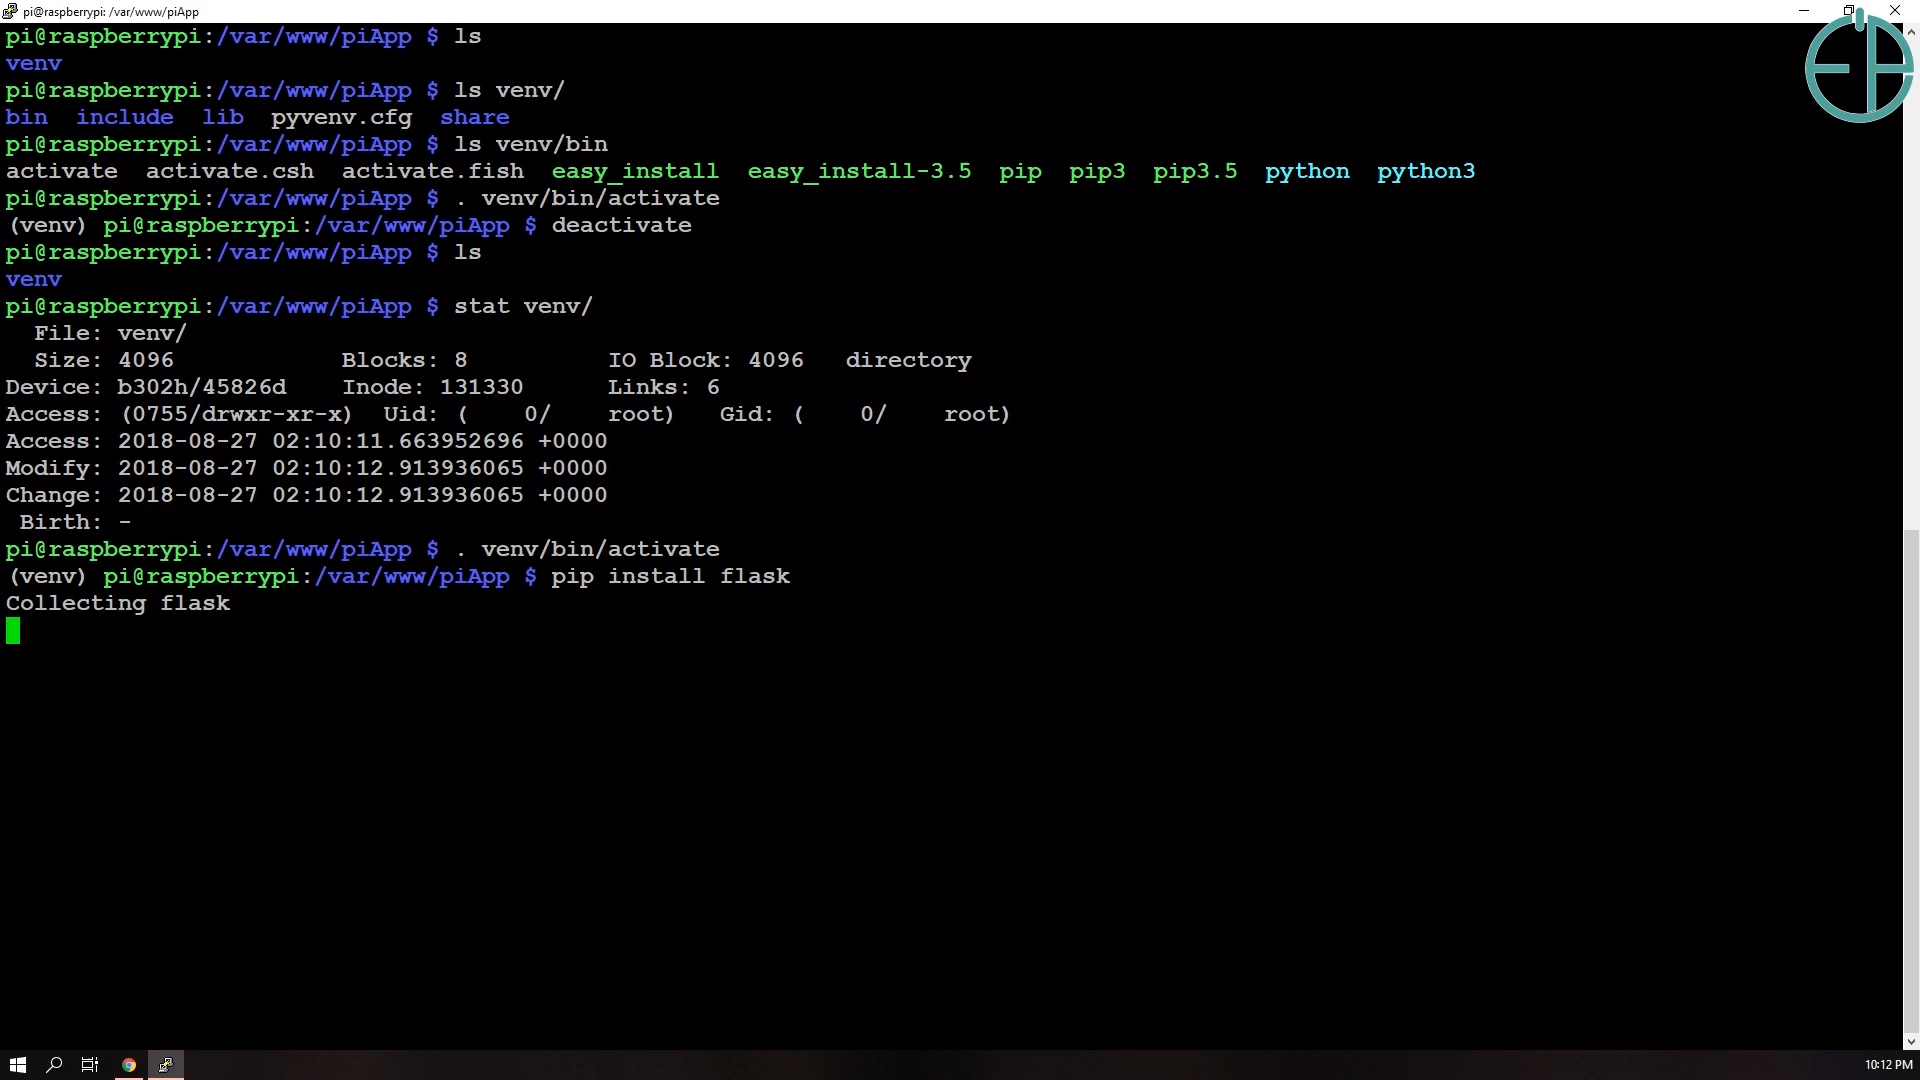 pi@raspberrypi: /var/www/piApp
pi@raspberrypi:/var/www/piApp $ ls
venv
pi@raspberrypi:/var/www/piApp $ ls venv/
bin  include  lib  pyvenv.cfg  share
pi@raspberrypi:/var/www/piApp $ ls venv/bin
activate  activate.csh  activate.fish  easy_install  easy_install-3.5  pip  pip3  pip3.5  python  python3
pi@raspberrypi:/var/www/piApp $ . venv/bin/activate
(venv) pi@raspberrypi:/var/www/piApp $ deactivate
pi@raspberrypi:/var/www/piApp $ ls
venv
pi@raspberrypi:/var/www/piApp $ stat venv/
  File: venv/
  Size: 4096            Blocks: 8          IO Block: 4096   directory
Device: b302h/45826d    Inode: 131330      Links: 6
Access: (0755/drwxr-xr-x)  Uid: (    0/    root)   Gid: (    0/    root)
Access: 2018-08-27 02:10:11.663952696 +0000
Modify: 2018-08-27 02:10:12.913936065 +0000
Change: 2018-08-27 02:10:12.913936065 +0000
 Birth: -
pi@raspberrypi:/var/www/piApp $ . venv/bin/activate
(venv) pi@raspberrypi:/var/www/piApp $ pip install flask
Collecting flask
10:12 PM